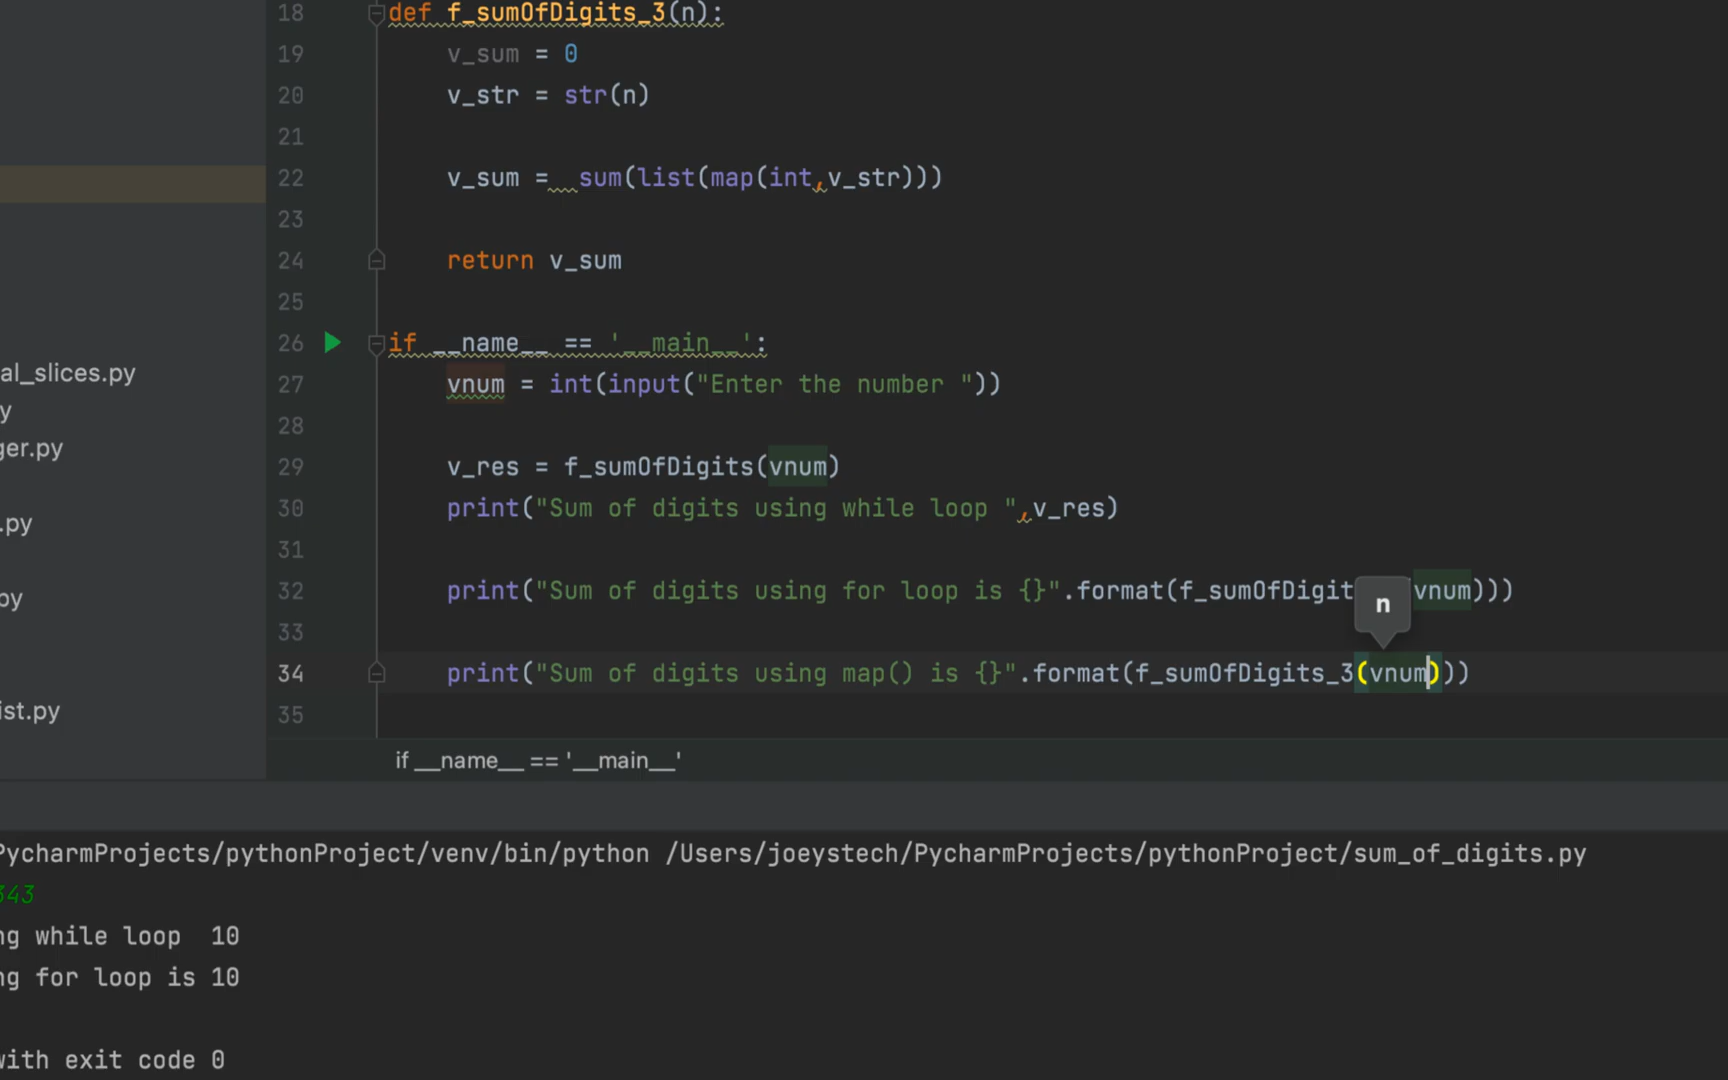 18 def f_sumOfDigits_3(n):
19 v_sum = 0
20 v_str = str(n)
21
22 v_sum =  sum(list(map(int,v_str)))
23
24 return v_sum
25
26 if __name__ == '__main__':
27 vnum = int(input("Enter the number "))
28
29 v_res = f_sumOfDigits(vnum)
30 print("Sum of digits using while loop ",v_res)
31
32 print("Sum of digits using for loop is {}".format(f_sumOfDigit vnum)))
n
33
34 print("Sum of digits using map() is {}".format(f_sumOfDigits_3(vnum)))
35
al_slices.py
y
ger.py
.py
py
ist.py
if __name__ == '__main__'
PycharmProjects/pythonProject/venv/bin/python /Users/joeystech/PycharmProjects/pythonProject/sum_of_digits.py
343
ng while loop  10
ng for loop is 10
with exit code 0